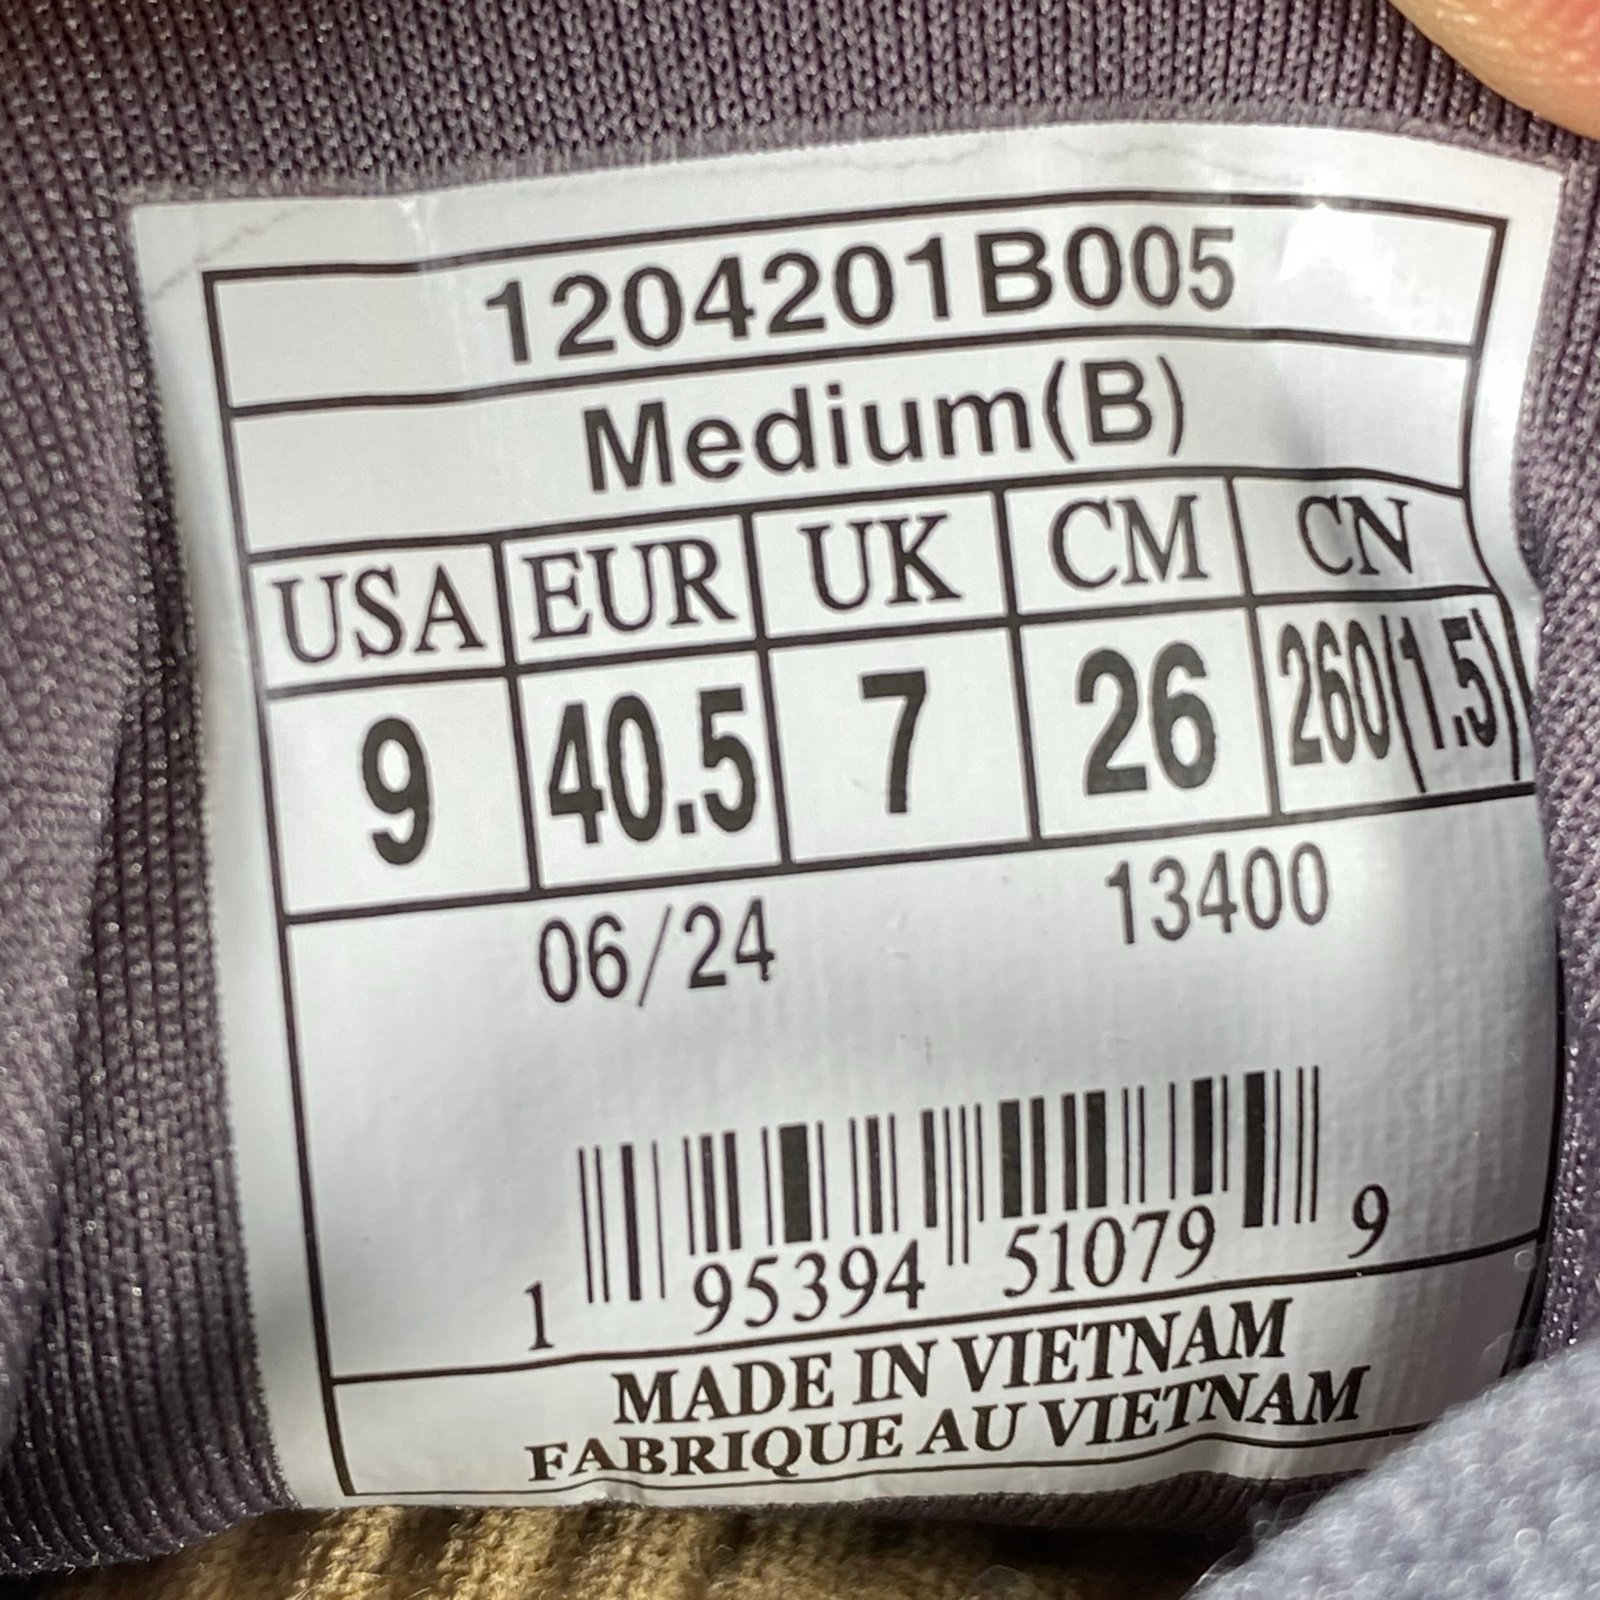 1204201B005
Medium(B)
USA EUR UK CM CN
9 40.5 7 26 260(1.5)
06/24 13400
1 95394 51079 9
MADE IN VIETNAM
FABRIQUE AU VIETNAM